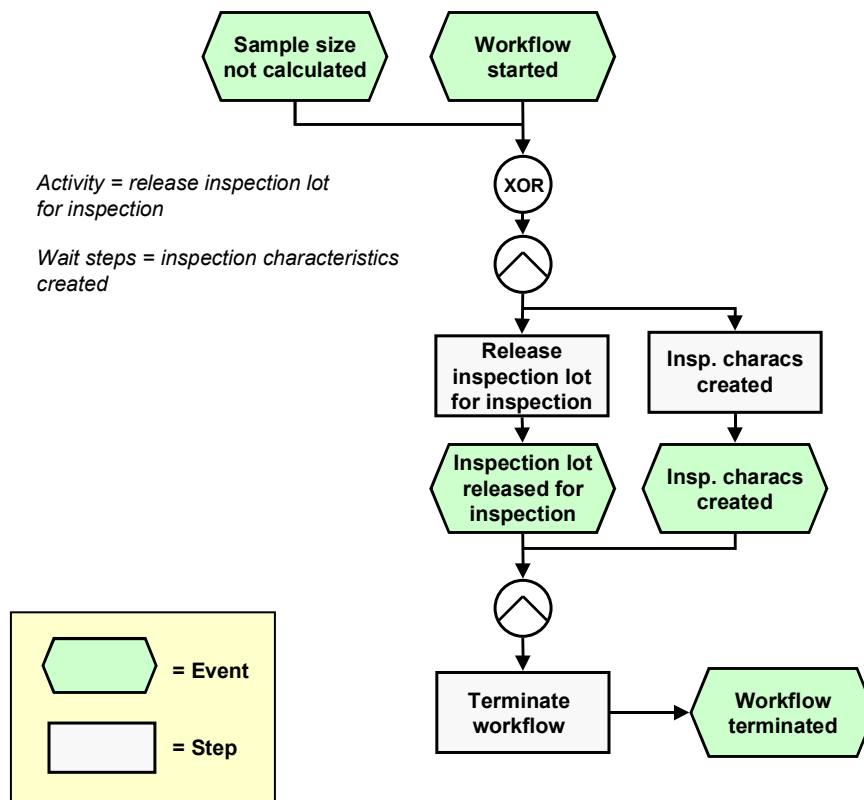 Sample size
not calculated
Workflow
started
XOR
Activity = release inspection lot
for inspection
Wait steps = inspection characteristics
created
Release
inspection lot
for inspection
Insp. characs
created
Inspection lot
released for
inspection
Insp. characs
created
= Event
= Step
Terminate
workflow
Workflow
terminated